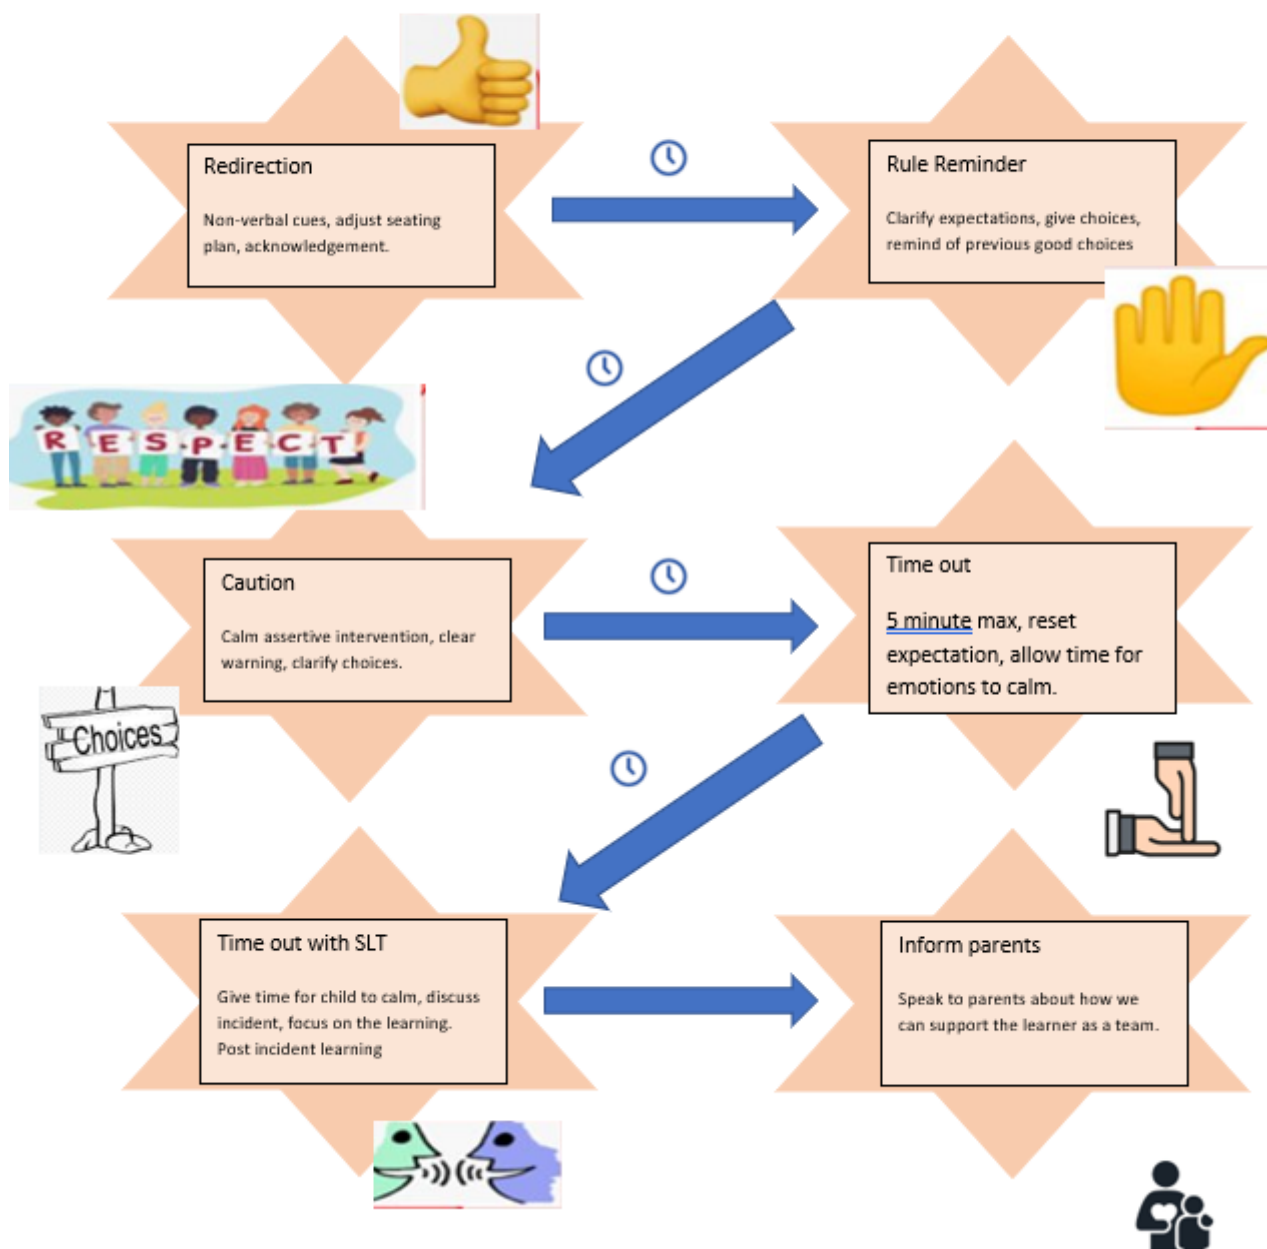 Redirection
Non-verbal cues, adjust seating
plan, acknowledgement.
Rule Reminder
Clarify expectations, give choices,
remind of previous good choices
RESPECT
Caution
Calm assertive intervention, clear
warning, clarify choices.
Time out
5 minute max, reset
expectation, allow time for
emotions to calm.
Choices
Time out with SLT
Give time for child to calm, discuss
incident, focus on the learning.
Post incident learning
Inform parents
Speak to parents about how we
can support the learner as a team.